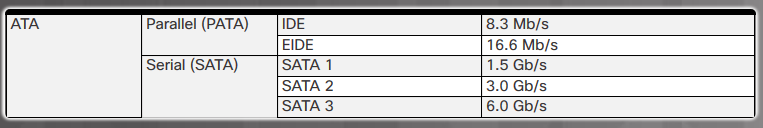 ATA Parallel (PATA) IDE 8.3 Mb/s
EIDE 16.6 Mb/s
Serial (SATA) SATA 1 1.5 Gb/s
SATA 2 3.0 Gb/s
SATA 3 6.0 Gb/s